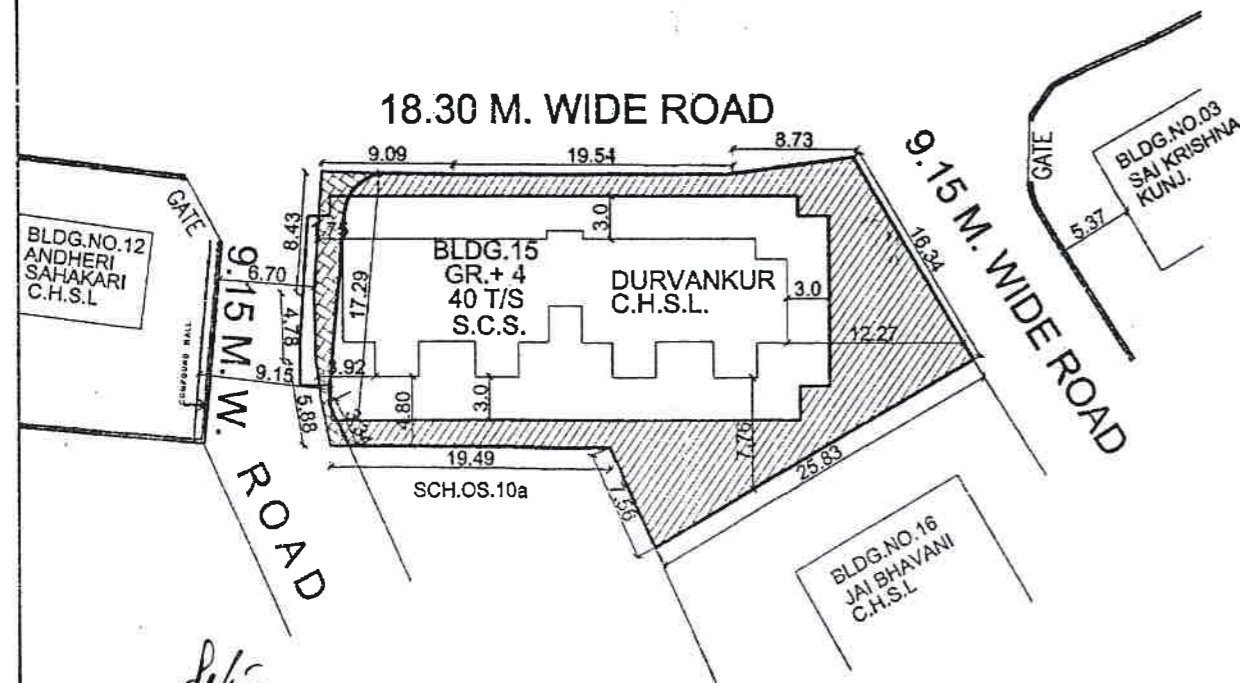 18.30 M. WIDE ROAD
9.09
19.54
8.73
9.15 M. WIDE ROAD
GATE
BLDG.NO.03
SAI KRISHNA
KUNJ.
5.37
16.34
GATE
BLDG.NO.12
ANDHERI
SAHAKARI
C.H.S.L
COMPOUND WALL
9.15 M. W. ROAD
6.70
4.78
9.15
8.43
5.88
17.29
3.92
BLDG.15
GR.+ 4
40 T/S
S.C.S.
DURVANKUR
C.H.S.L.
3.0
3.0
12.27
4.80
3.0
7.76
25.83
19.49
SCH.OS.10a
7.56
BLDG.NO.16
JAI BHAVANI
C.H.S.L